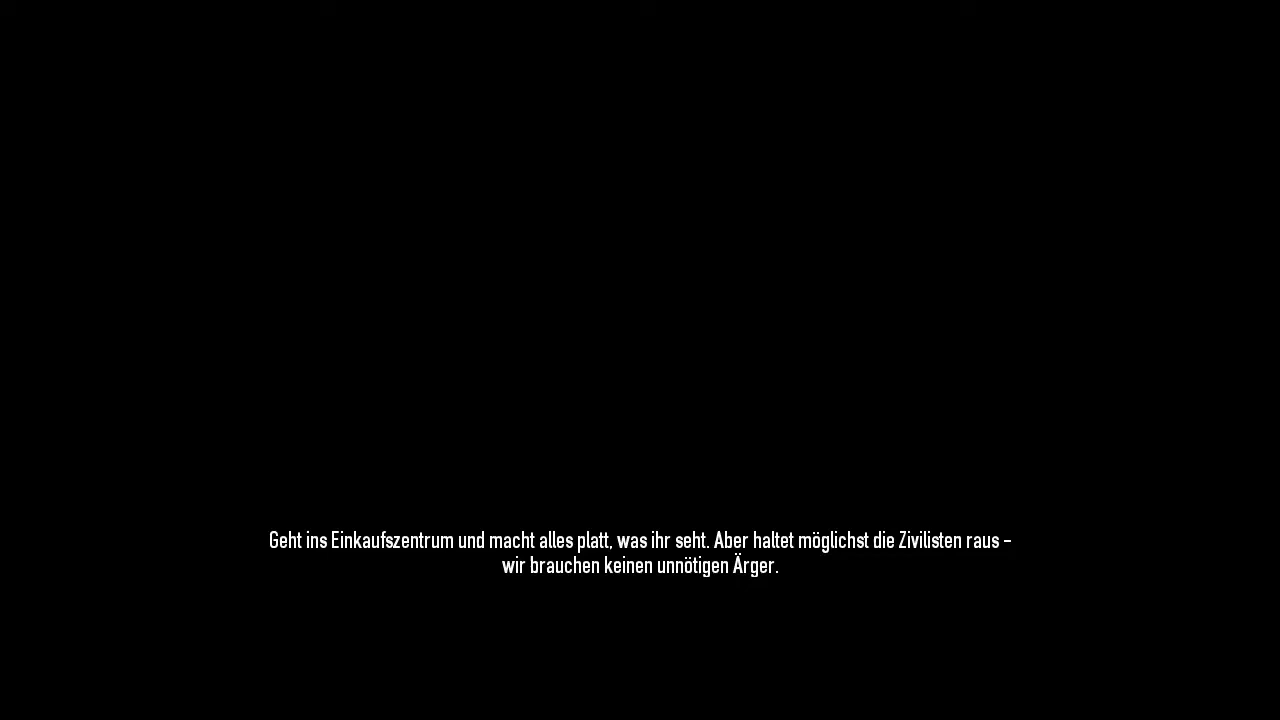 Geht ins Einkaufszentrum und macht alles platt, was ihr seht. Aber haltet möglichst die Zivilisten raus -
wir brauchen keinen unnötigen Ärger.